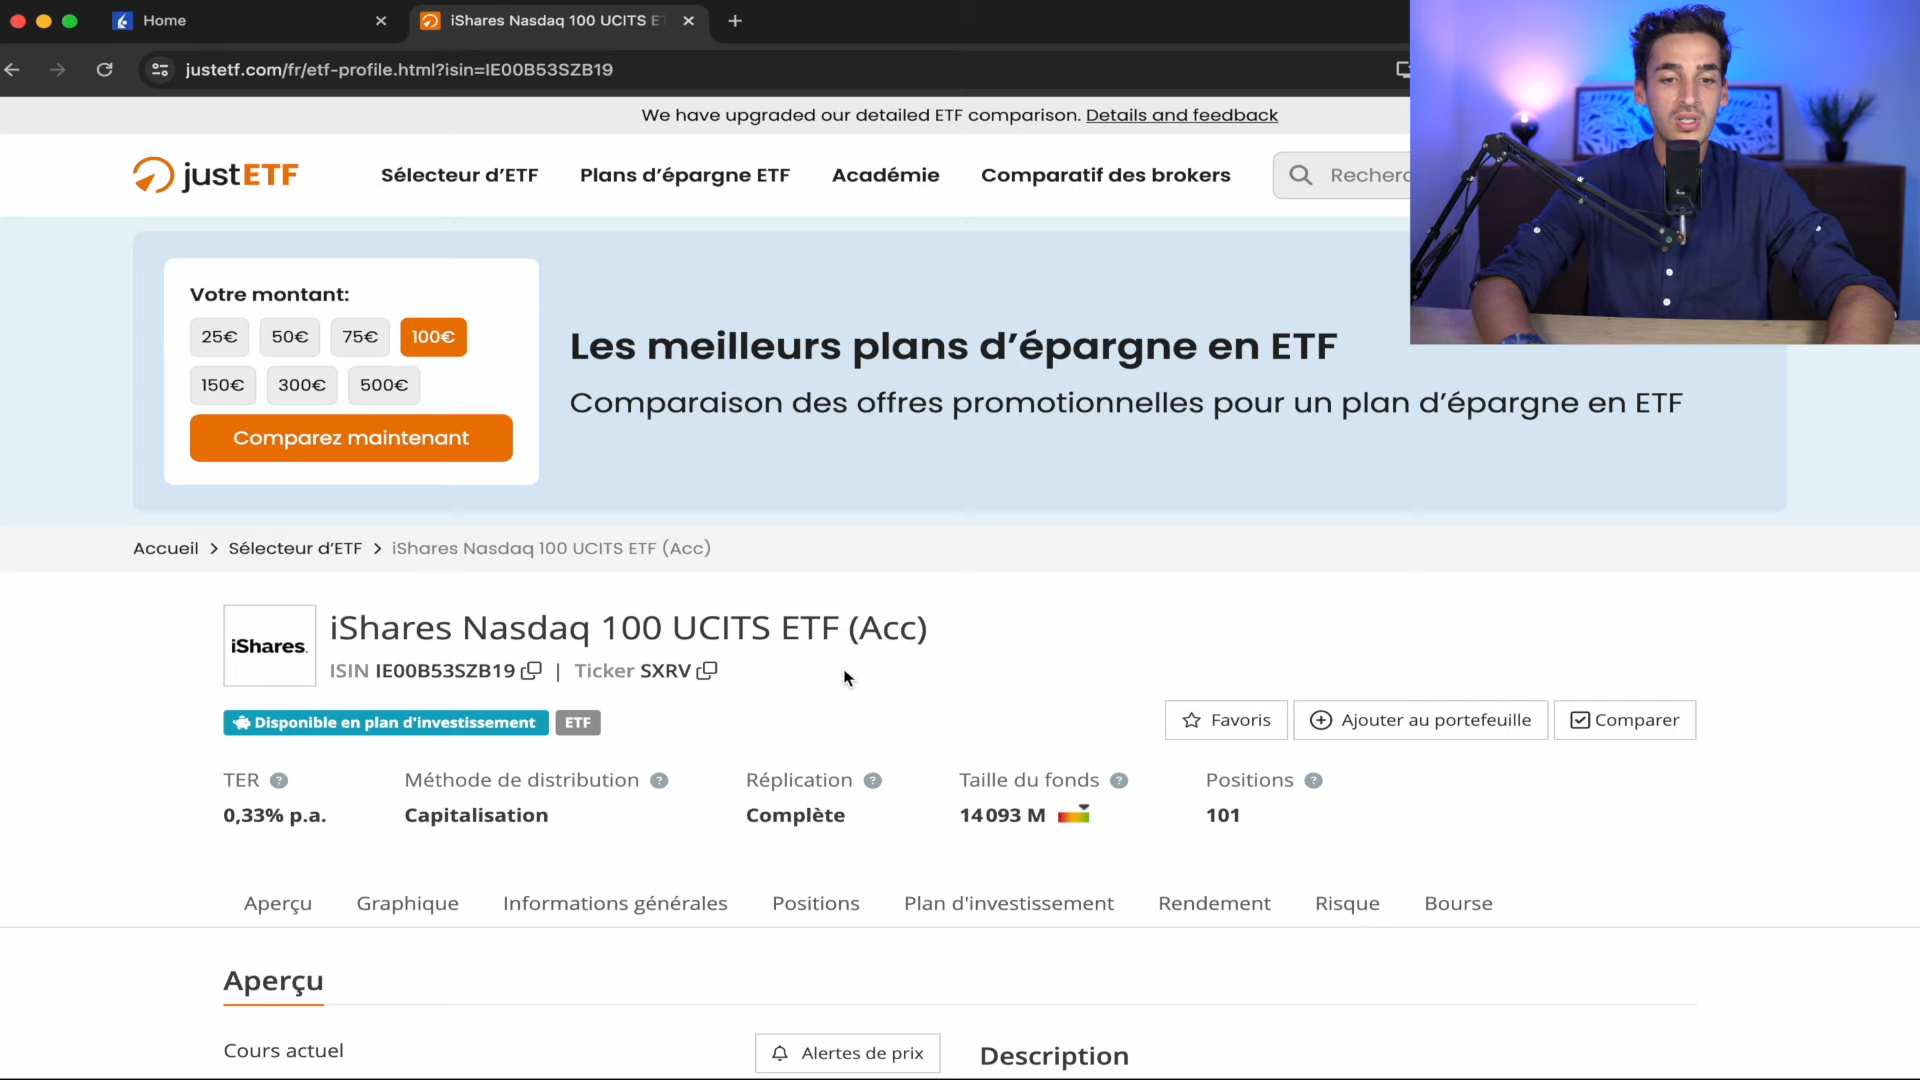 Home
iShares Nasdaq 100 UCITS ET
justetf.com/fr/etf-profile.html?isin=IE00B53SZB19
We have upgraded our detailed ETF comparison. Details and feedback
justETF
Sélecteur d'ETF
Plans d'épargne ETF
Académie
Comparatif des brokers
Recherc
Votre montant:
25€ 50€ 75€ 100€
150€ 300€ 500€
Comparez maintenant
Les meilleurs plans d'épargne en ETF
Comparaison des offres promotionnelles pour un plan d'épargne en ETF
Accueil > Sélecteur d'ETF > iShares Nasdaq 100 UCITS ETF (Acc)
iShares.
iShares Nasdaq 100 UCITS ETF (Acc)
ISIN IE00B53SZB19 | Ticker SXRV
Disponible en plan d'investissement ETF
Favoris
Ajouter au portefeuille
Comparer
TER ?
0,33% p.a.
Méthode de distribution ?
Capitalisation
Réplication ?
Complète
Taille du fonds ?
14 093 M
Positions ?
101
Aperçu Graphique Informations générales Positions Plan d'investissement Rendement Risque Bourse
Aperçu
Cours actuel
Alertes de prix
Description